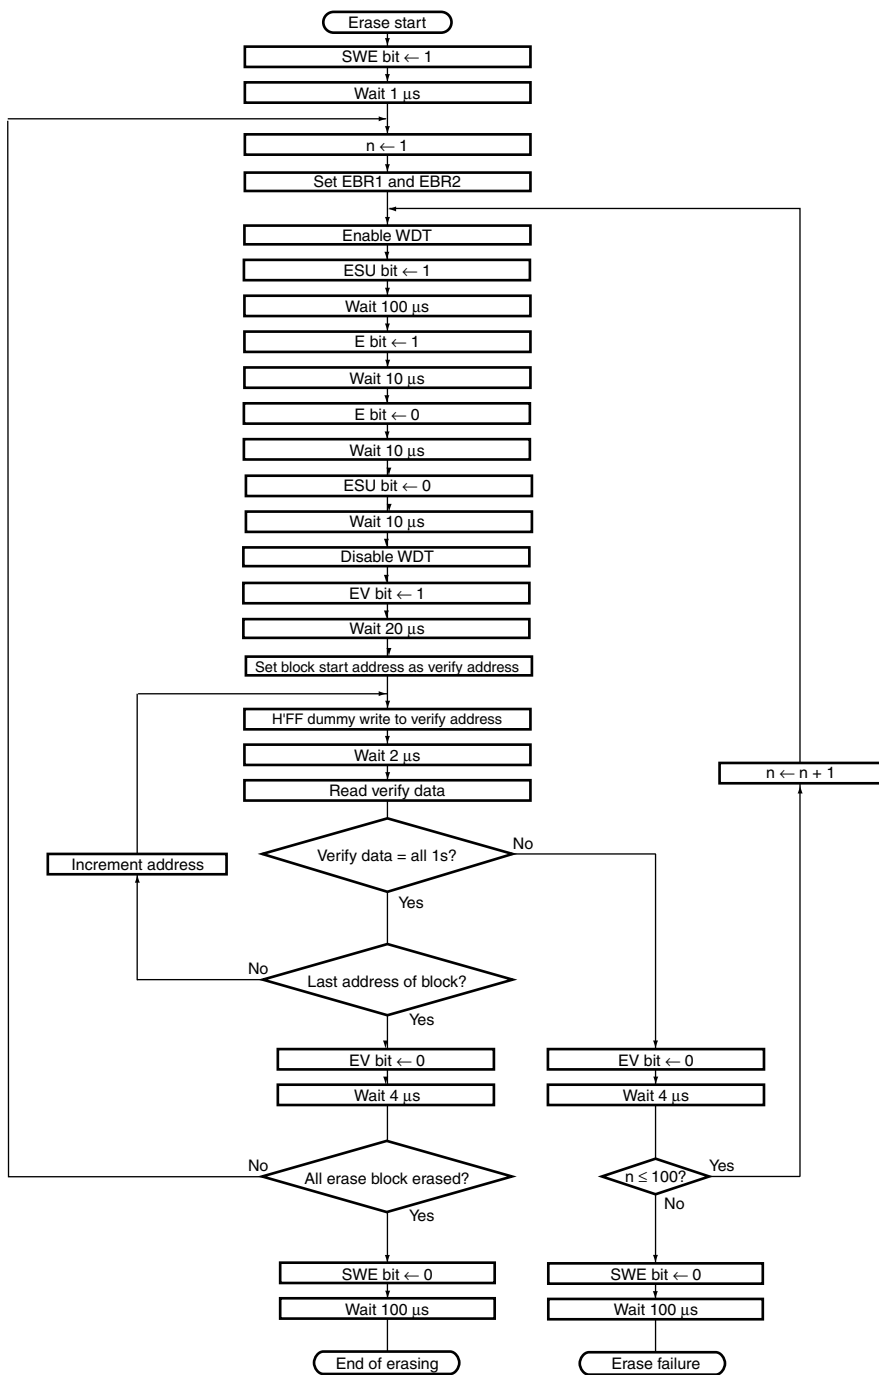 Erase start
SWE bit ← 1
Wait 1 μs
n ← 1
Set EBR1 and EBR2
Enable WDT
ESU bit ← 1
Wait 100 μs
E bit ← 1
Wait 10 μs
E bit ← 0
Wait 10 μs
ESU bit ← 0
Wait 10 μs
Disable WDT
EV bit ← 1
Wait 20 μs
Set block start address as verify address
H'FF dummy write to verify address
Wait 2 μs
n ← n + 1
Read verify data
No
Verify data = all 1s?
Increment address
Yes
No
Last address of block?
Yes
EV bit ← 0
EV bit ← 0
Wait 4 μs
Wait 4 μs
No
All erase block erased?
n ≤ 100?
Yes
No
Yes
SWE bit ← 0
SWE bit ← 0
Wait 100 μs
Wait 100 μs
End of erasing
Erase failure